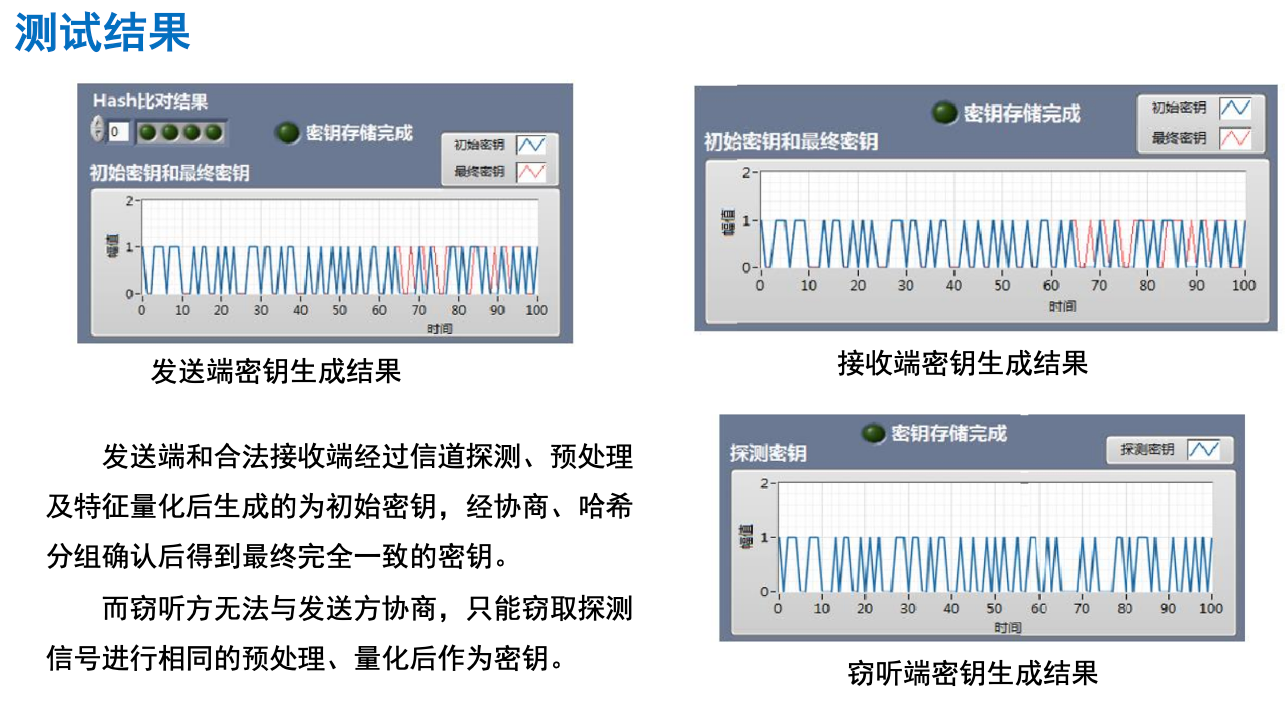 测试结果
Hash比对结果
0
密钥存储完成
初始密钥
最终密钥
初始密钥和最终密钥
幅值
2
1
0
0 10 20 30 40 50 60 70 80 90 100
时间
发送端密钥生成结果
密钥存储完成
初始密钥
最终密钥
初始密钥和最终密钥
幅值
2
1
0
0 10 20 30 40 50 60 70 80 90 100
时间
接收端密钥生成结果
发送端和合法接收端经过信道探测、预处理
及特征量化后生成的为初始密钥，经协商、哈希
分组确认后得到最终完全一致的密钥。
而窃听方无法与发送方协商，只能窃取探测
信号进行相同的预处理、量化后作为密钥。
密钥存储完成
探测密钥
探测密钥
幅值
2
1
0
0 10 20 30 40 50 60 70 80 90 100
时间
窃听端密钥生成结果